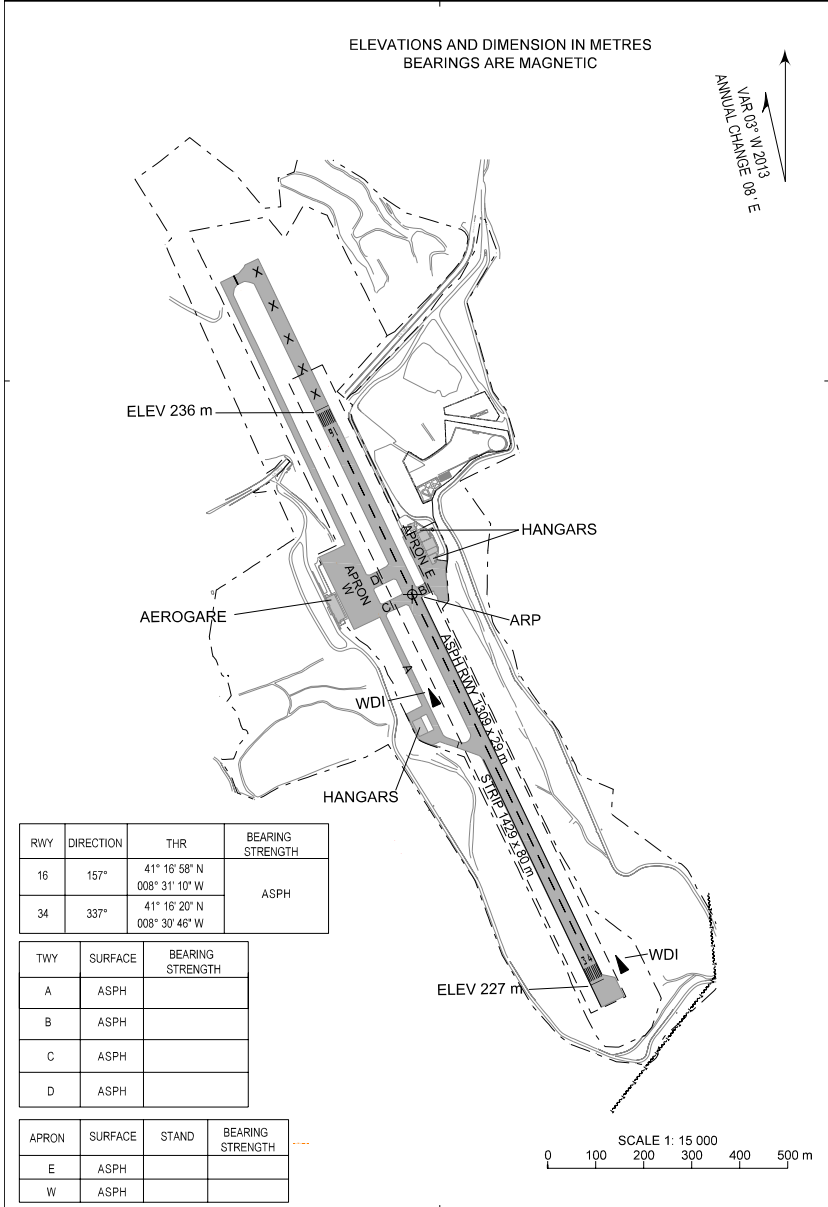 ELEVATIONS AND DIMENSION IN METRES
BEARINGS ARE MAGNETIC
VAR 03° W 2013
ANNUAL CHANGE 08' E
ELEV 236 m
HANGARS
APRON E
APRON
W
D
B
C
AEROGARE
ARP
ASPH RWY 1309 x 29 m
A
WDI
HANGARS
STRIP 1429 x 80 m
WDI
34
ELEV 227 m
RWY DIRECTION THR BEARING
STRENGTH
16 157° 41° 16' 58" N
008° 31' 10" W
ASPH
34 337° 41° 16' 20" N
008° 30' 46" W
TWY SURFACE BEARING
STRENGTH
A ASPH
B ASPH
C ASPH
D ASPH
APRON SURFACE STAND BEARING
STRENGTH
E ASPH
W ASPH
SCALE 1: 15 000
0 100 200 300 400 500 m